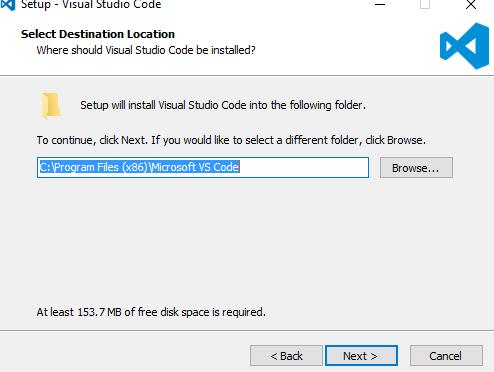 Setup - Visual Studio Code
Select Destination Location
Where should Visual Studio Code be installed?
Setup will install Visual Studio Code into the following folder.
To continue, click Next. If you would like to select a different folder, click Browse.
C:\Program Files (x86)\Microsoft VS Code
Browse...
At least 153.7 MB of free disk space is required.
< Back
Next >
Cancel